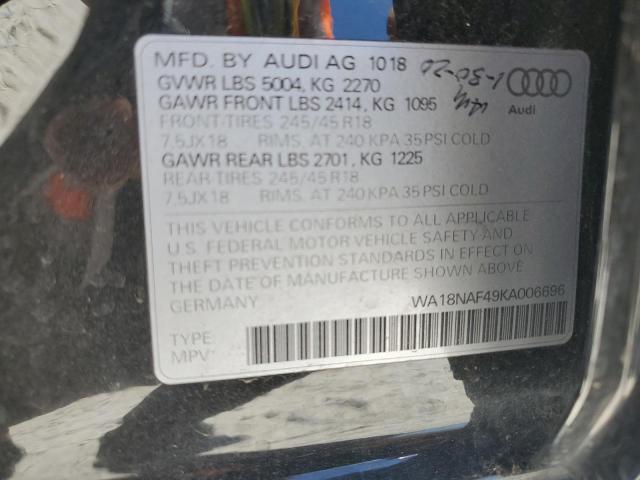 MFD. BY AUDI AG 1018
GVWR LBS 5004, KG 2270
GAWR FRONT LBS 2414, KG 1095
FRONT-TIRES 245/45 R18
7.5JX18 RIMS, AT 240 KPA 35 PSI COLD
GAWR REAR LBS 2701, KG 1225
REAR-TIRES 245/45 R18
7.5JX18 RIMS, AT 240 KPA 35 PSI COLD
Audi
THIS VEHICLE CONFORMS TO ALL APPLICABLE
U.S. FEDERAL MOTOR VEHICLE SAFETY AND
THEFT PREVENTION STANDARDS IN EFFECT ON
THE DATE OF MANUFACTURE SHOWN ABOVE
GERMANY WA18NAF49KA006696
TYPE:
MPV